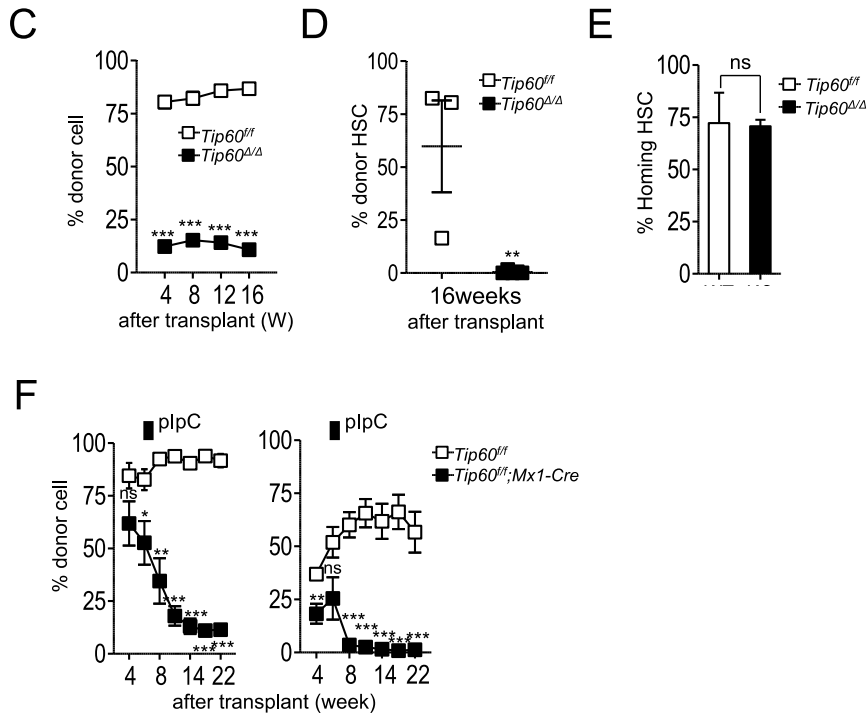 C
% donor cell
100
75
50
25
0
Tip60f/f
Tip60Δ/Δ
*** *** *** ***
4 8 12 16
after transplant (W)
D
% donor HSC
100
75
50
25
0
Tip60f/f
Tip60Δ/Δ
**
16weeks
after transplant
E
% Homing HSC
100
75
50
25
0
ns
Tip60f/f
Tip60Δ/Δ
F
% donor cell
pIpC
100
75
50
25
0
ns
*
**
***
***
***
***
4 8 14 22
pIpC
100
75
50
25
0
**
ns
***
***
***
***
***
4 8 14 22
Tip60f/f
Tip60f/f;Mx1-Cre
after transplant (week)